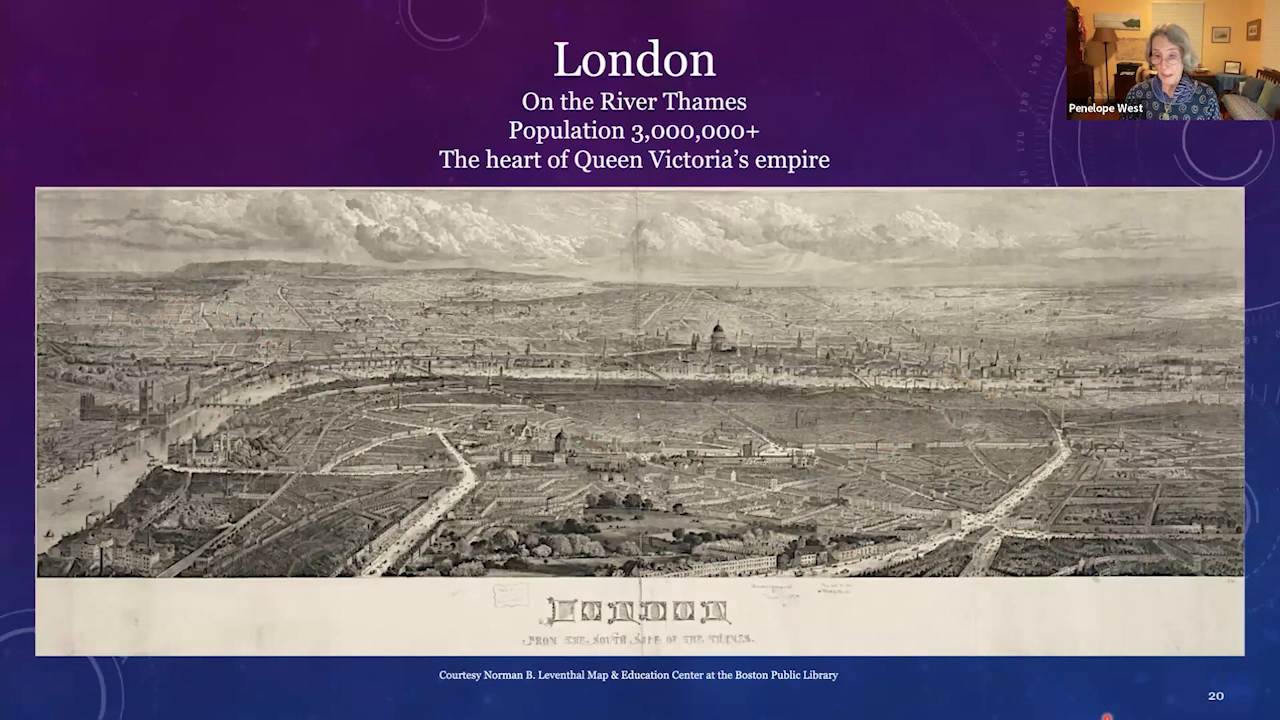 London
On the River Thames
Population 3,000,000+
The heart of Queen Victoria’s empire
Penelope West
LONDON
FROM THE SOUTH SIDE OF THE THAMES.
Courtesy Norman B. Leventhal Map & Education Center at the Boston Public Library
20